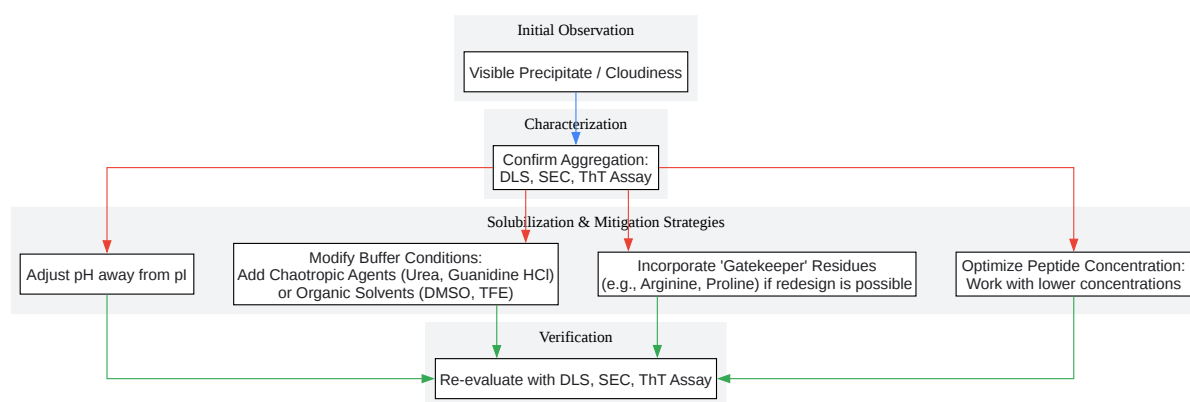 Initial Observation
Visible Precipitate / Cloudiness
Characterization
Confirm Aggregation:
DLS, SEC, ThT Assay
Solubilization & Mitigation Strategies
Adjust pH away from pI
Modify Buffer Conditions:
Add Chaotropic Agents (Urea, Guanidine HCl)
or Organic Solvents (DMSO, TFE)
Incorporate 'Gatekeeper' Residues
(e.g., Arginine, Proline) if redesign is possible
Optimize Peptide Concentration:
Work with lower concentrations
Verification
Re-evaluate with DLS, SEC, ThT Assay